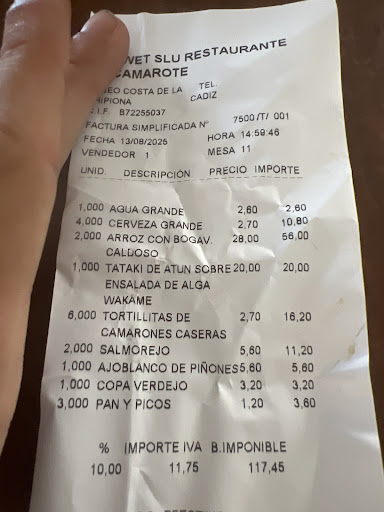 WET SLU RESTAURANTE
CAMAROTE
EO COSTA DE LA TEL.
HIPIONA CADIZ
.I.F. B72255037
FACTURA SIMPLIFICADA Nº 7500 /T/ 001
FECHA 13/08/2025 HORA 14:59:46
VENDEDOR 1 MESA 11
UNID. DESCRIPCIÓN PRECIO IMPORTE
1,000 AGUA GRANDE 2,60 2,60
4,000 CERVEZA GRANDE 2,70 10,80
2,000 ARROZ CON BOGAV. 28,00 56,00
CALDOSO
1,000 TATAKI DE ATUN SOBRE 20,00 20,00
ENSALADA DE ALGA
WAKAME
6,000 TORTILLITAS DE 2,70 16,20
CAMARONES CASERAS
2,000 SALMOREJO 5,60 11,20
1,000 AJOBLANCO DE PIÑONES 5,60 5,60
1,000 COPA VERDEJO 3,20 3,20
3,000 PAN Y PICOS 1,20 3,60
% IMPORTE IVA B.IMPONIBLE
10,00 11,75 117,45